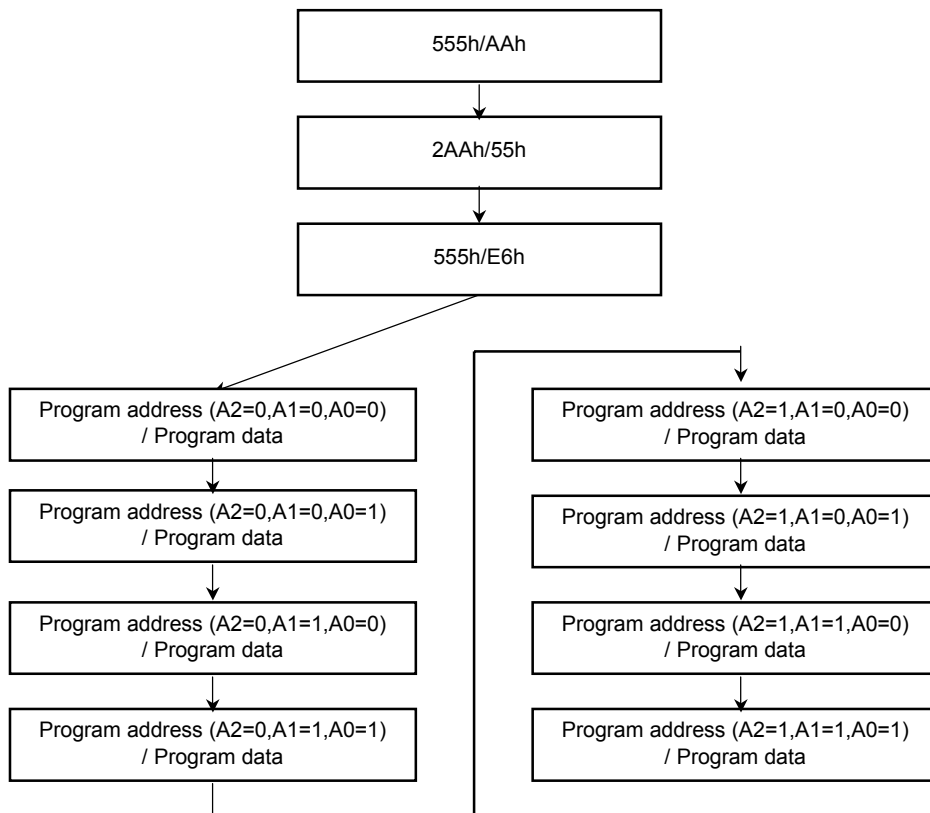 555h/AAh
2AAh/55h
555h/E6h
Program address (A2=0,A1=0,A0=0)
/ Program data
Program address (A2=0,A1=0,A0=1)
/ Program data
Program address (A2=0,A1=1,A0=0)
/ Program data
Program address (A2=0,A1=1,A0=1)
/ Program data
Program address (A2=1,A1=0,A0=0)
/ Program data
Program address (A2=1,A1=0,A0=1)
/ Program data
Program address (A2=1,A1=1,A0=0)
/ Program data
Program address (A2=1,A1=1,A0=1)
/ Program data